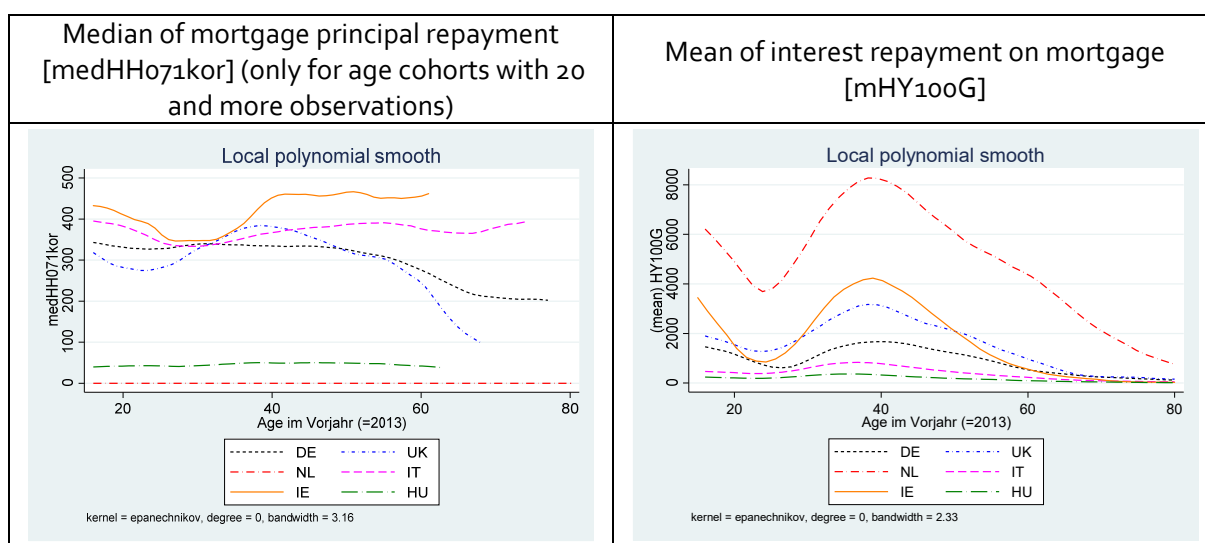 Median of mortgage principal repayment
[medHH071kor] (only for age cohorts with 20
and more observations)
Mean of interest repayment on mortgage
[mHY100G]
Local polynomial smooth
medHH071kor
500
400
300
200
100
0
20
40
60
80
Age im Vorjahr (=2013)
DE
UK
NL
IT
IE
HU
kernel = epanechnikov, degree = 0, bandwidth = 3.16
Local polynomial smooth
(mean) HY100G
8000
6000
4000
2000
0
20
40
60
80
Age im Vorjahr (=2013)
DE
UK
NL
IT
IE
HU
kernel = epanechnikov, degree = 0, bandwidth = 2.33